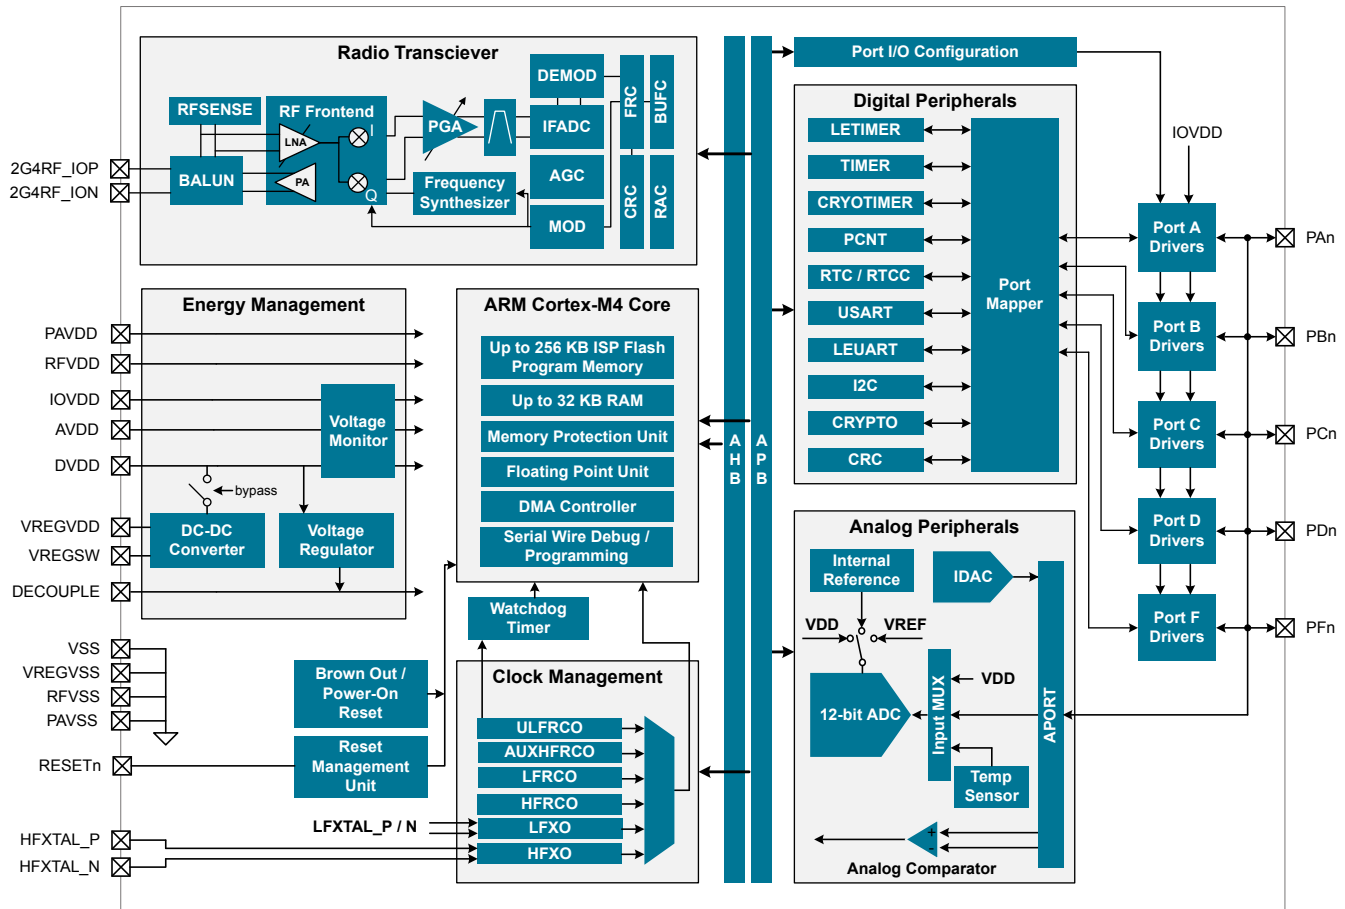 Radio Transciever
RFSENSE
RF Frontend
LNA
PA
I
Q
BALUN
PGA
Frequency
Synthesizer
DEMOD
IFADC
AGC
MOD
FRC
BUFC
CRC
RAC
2G4RF_IOP
2G4RF_ION
Energy Management
PAVDD
RFVDD
IOVDD
AVDD
DVDD
VREGVDD
VREGSW
DECOUPLE
Voltage
Monitor
bypass
DC-DC
Converter
Voltage
Regulator
VSS
VREGVSS
RFVSS
PAVSS
RESETn
HFXTAL_P
HFXTAL_N
Brown Out /
Power-On
Reset
Reset
Management
Unit
ARM Cortex-M4 Core
Up to 256 KB ISP Flash
Program Memory
Up to 32 KB RAM
Memory Protection Unit
Floating Point Unit
DMA Controller
Serial Wire Debug /
Programming
Watchdog
Timer
Clock Management
ULFRCO
AUXHFRCO
LFRCO
HFRCO
LFXO
HFXO
LFXTAL_P / N
A
H
B
A
P
B
Port I/O Configuration
Digital Peripherals
LETIMER
TIMER
CRYOTIMER
PCNT
RTC / RTCC
USART
LEUART
I2C
CRYPTO
CRC
Port
Mapper
Analog Peripherals
Internal
Reference
IDAC
VDD
VREF
12-bit ADC
Input MUX
VDD
Temp
Sensor
APORT
+
-
Analog Comparator
IOVDD
Port A
Drivers
Port B
Drivers
Port C
Drivers
Port D
Drivers
Port F
Drivers
PAn
PBn
PCn
PDn
PFn